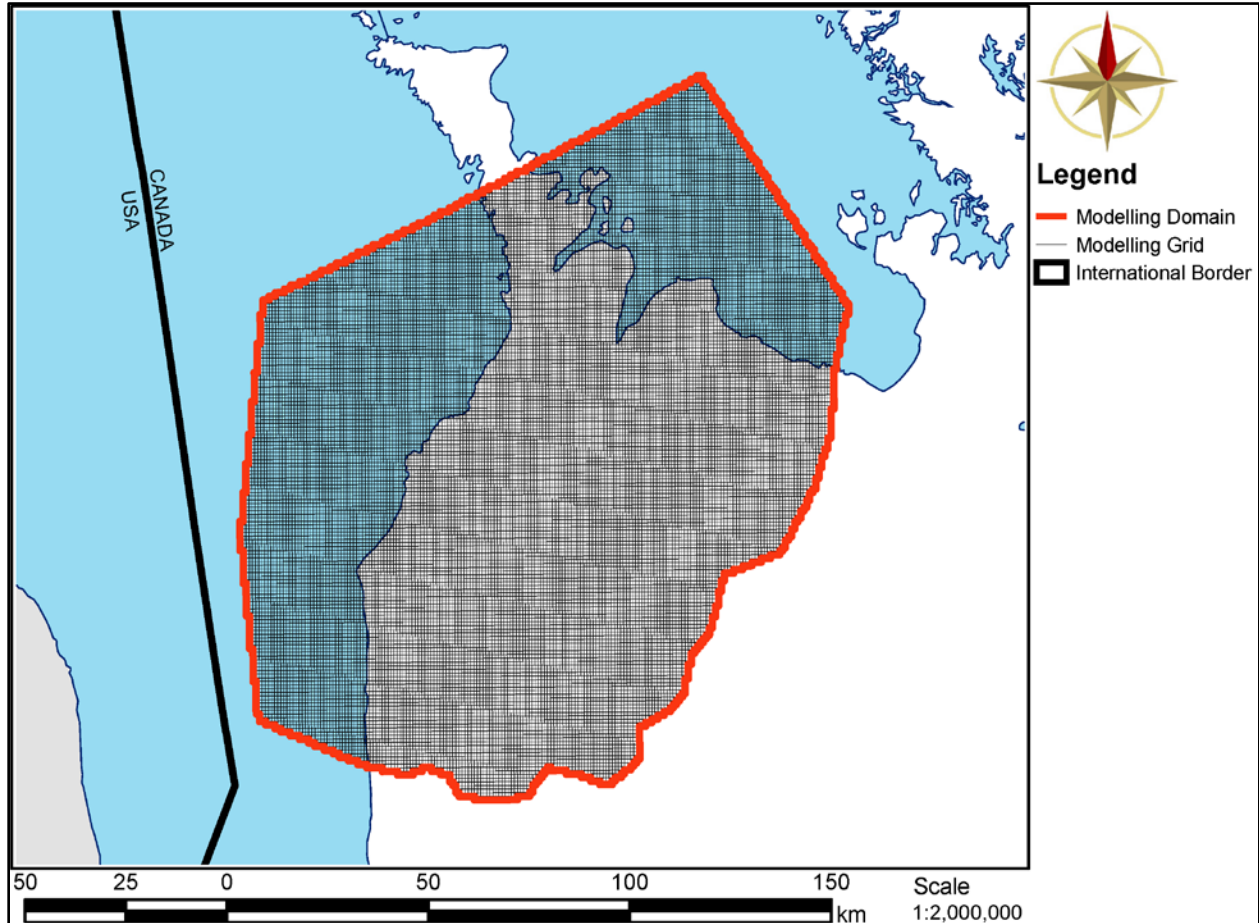 CANADA
USA
Legend
Modelling Domain
Modelling Grid
International Border
50 25 0 50 100 150
km
Scale
1:2,000,000